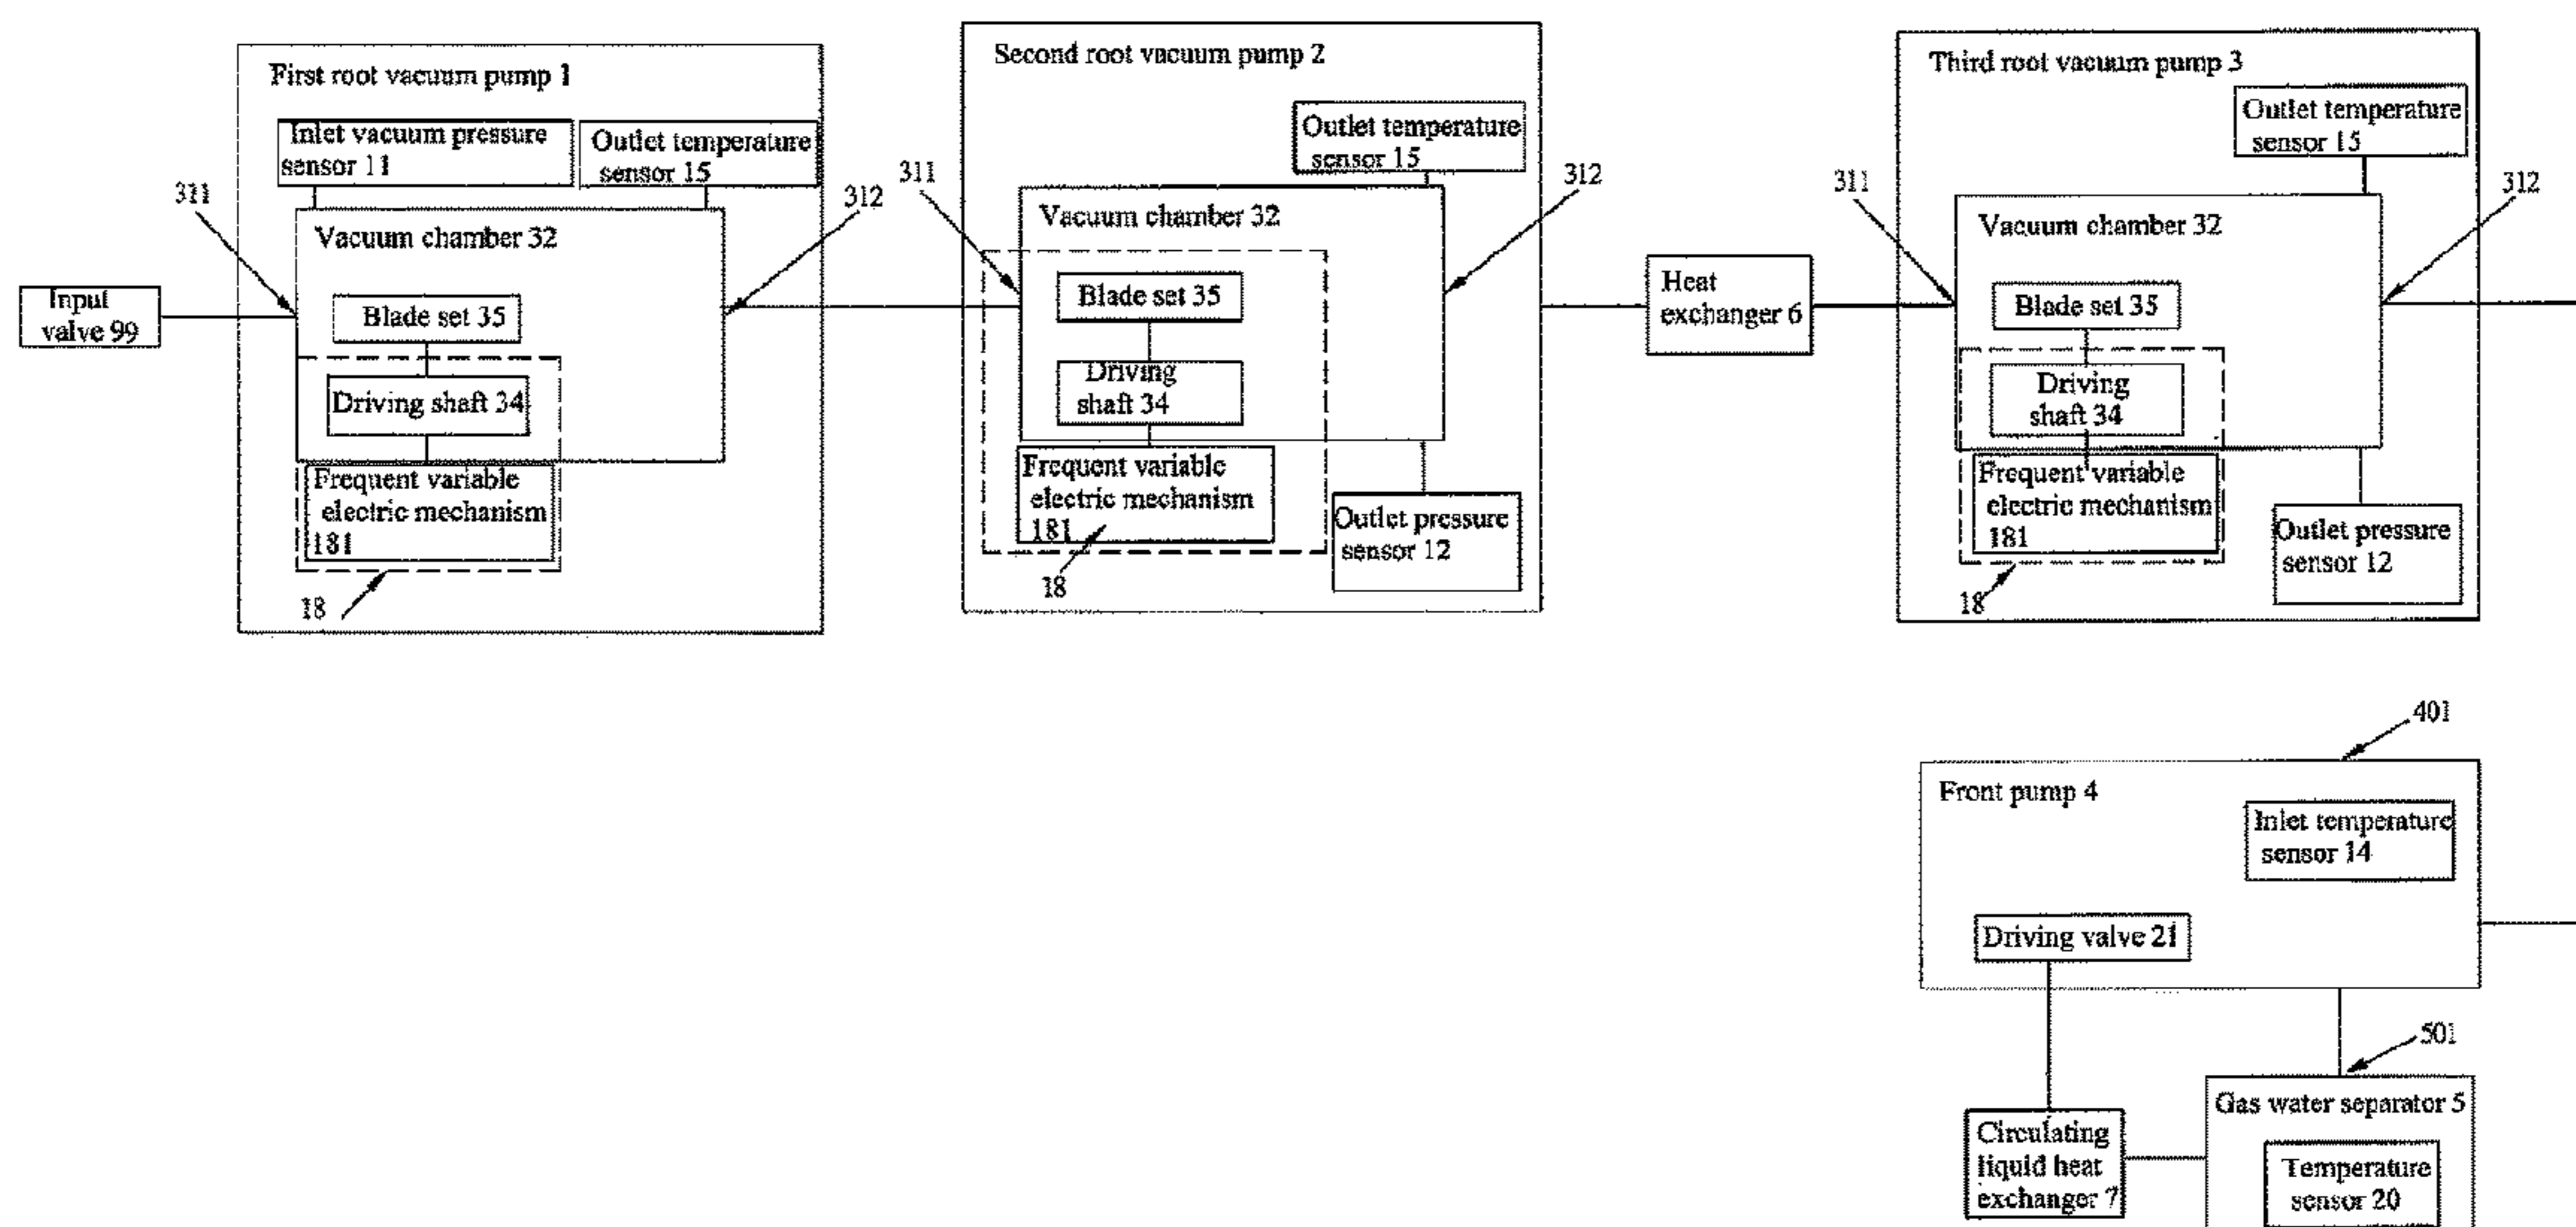 First root vacuum pump 1
Inlet vacuum pressure
sensor 11
Outlet temperature
sensor 15
311
312
Vacuum chamber 32
Input
valve 99
Blade set 35
Driving shaft 34
Frequent variable
electric mechanism
181
18
Second root vacuum pump 2
Outlet temperature
sensor 15
311
312
Vacuum chamber 32
Blade set 35
Driving
shaft 34
Frequent variable
electric mechanism
181
18
Outlet pressure
sensor 12
Heat
exchanger 6
Third root vacuum pump 3
Outlet temperature
sensor 15
311
312
Vacuum chamber 32
Blade set 35
Driving
shaft 34
Frequent variable
electric mechanism
181
18
Outlet pressure
sensor 12
401
Front pump 4
Inlet temperature
sensor 14
Driving valve 21
501
Gas water separator 5
Circulating
liquid heat
exchanger 7
Temperature
sensor 20